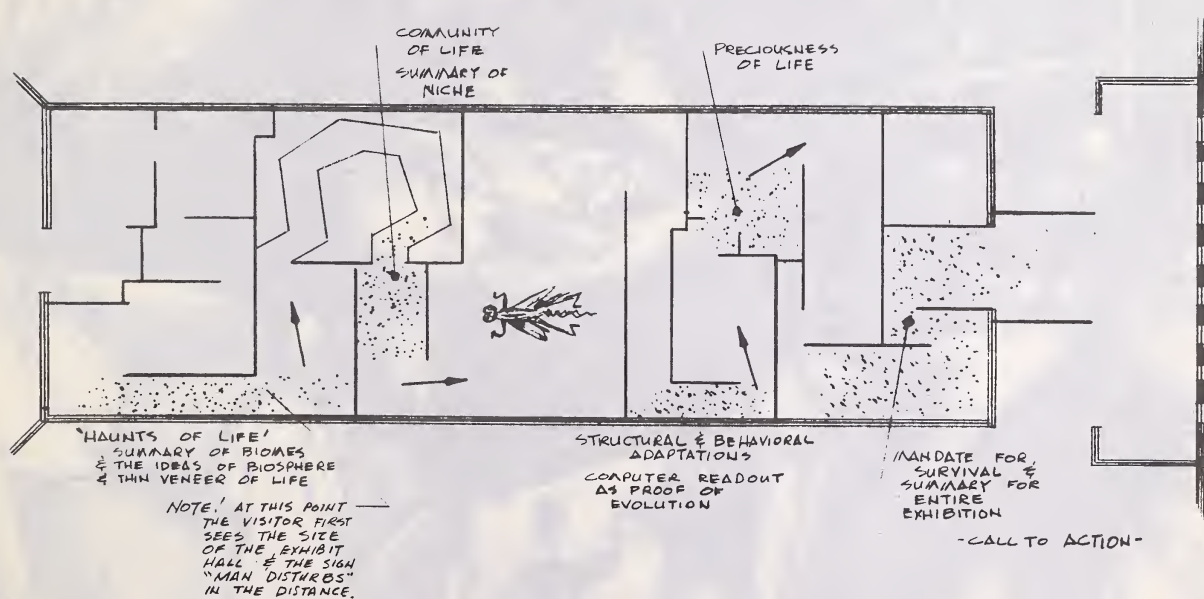 COMMUNITY
OF LIFE
SUMMARY OF
NICHE
PRECIOUSNESS
OF LIFE
'HAUNTS OF LIFE'
SUMMARY OF BIOMES
& THE IDEAS OF BIOSPHERE
& THIN VENEER OF LIFE
NOTE! AT THIS POINT
THE VISITOR FIRST
SEES THE SIZE
OF THE EXHIBIT
HALL & THE SIGN
"MAN DISTURBS"
IN THE DISTANCE.
STRUCTURAL & BEHAVIORAL
ADAPTATIONS
COMPUTER READOUT
AS PROOF OF
EVOLUTION
MANDATE FOR
SURVIVAL &
SUMMARY FOR
ENTIRE
EXHIBITION
-CALL TO ACTION-